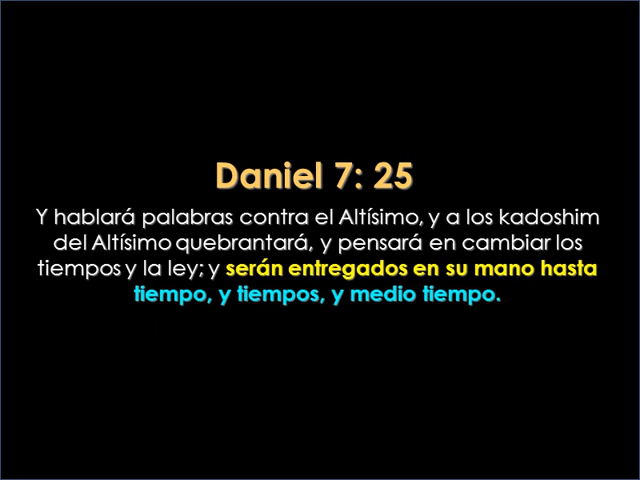 Daniel 7: 25
Y hablará palabras contra el Altísimo, y a los kadoshim
del Altísimo quebrantará, y pensará en cambiar los
tiempos y la ley; y serán entregados en su mano hasta
tiempo, y tiempos, y medio tiempo.